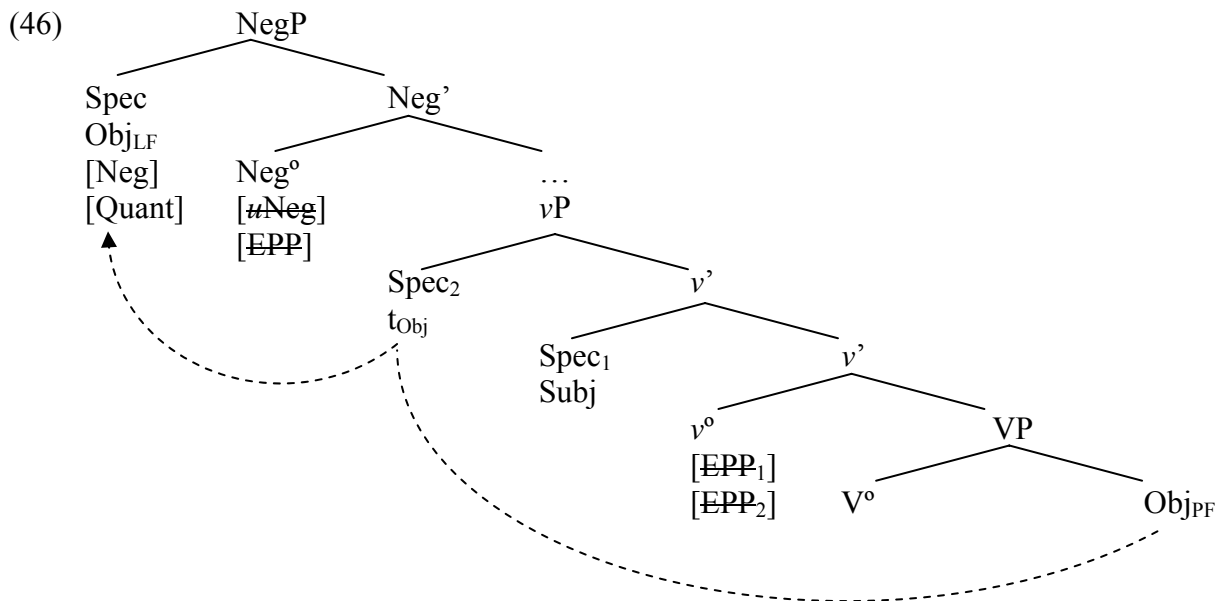 (46) NegP
Spec Neg’
Obj_LF
[Neg] Negº …
[Quant] [uNeg] vP
[EPP]
Spec₂ v’
t_Obj
Spec₁ v’
Subj
vº VP
[EPP₁]
[EPP₂] Vº Obj_PF